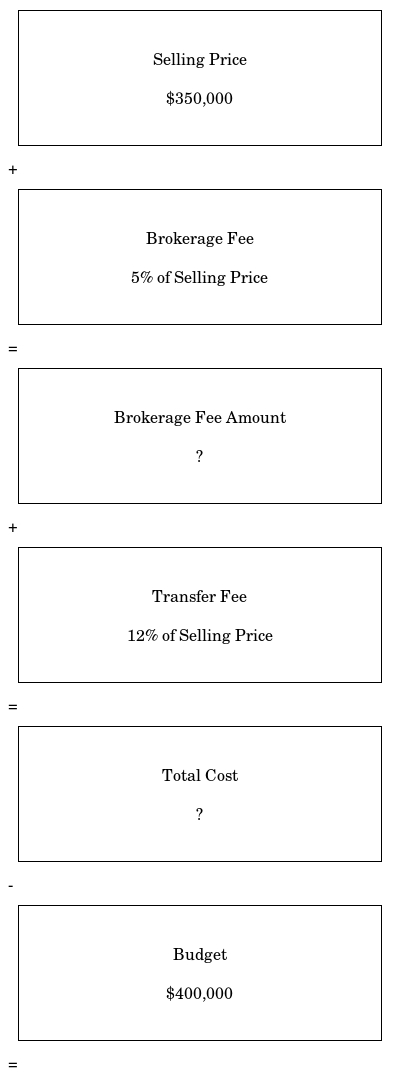 Selling Price
$350,000
+
Brokerage Fee
5% of Selling Price
=
Brokerage Fee Amount
?
+
Transfer Fee
12% of Selling Price
=
Total Cost
?
-
Budget
$400,000
=